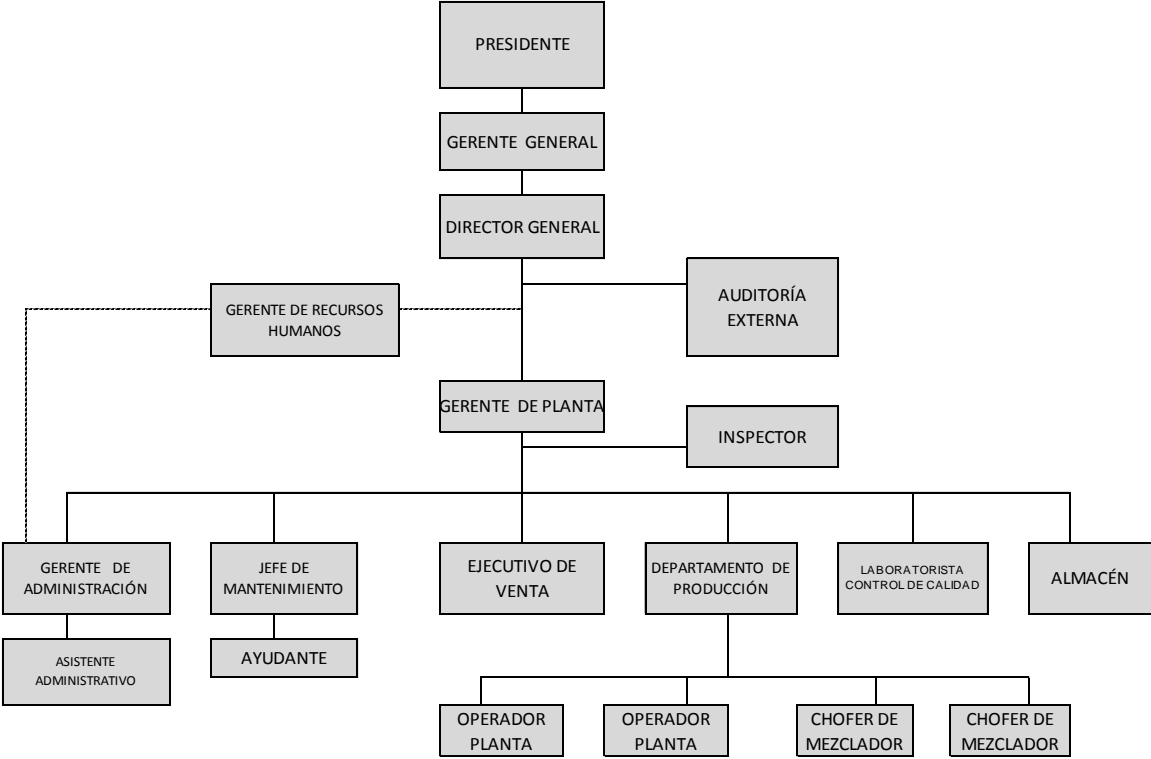 PRESIDENTE
GERENTE GENERAL
DIRECTOR GENERAL
GERENTE DE RECURSOS
HUMANOS
AUDITORÍA
EXTERNA
GERENTE DE PLANTA
INSPECTOR
GERENTE DE
ADMINISTRACIÓN
JEFE DE
MANTENIMIENTO
EJECUTIVO DE
VENTA
DEPARTAMENTO DE
PRODUCCIÓN
LABORATORISTA
CONTROL DE CALIDAD
ALMACÉN
ASISTENTE
ADMINISTRATIVO
AYUDANTE
OPERADOR
PLANTA
OPERADOR
PLANTA
CHOFER DE
MEZCLADOR
CHOFER DE
MEZCLADOR